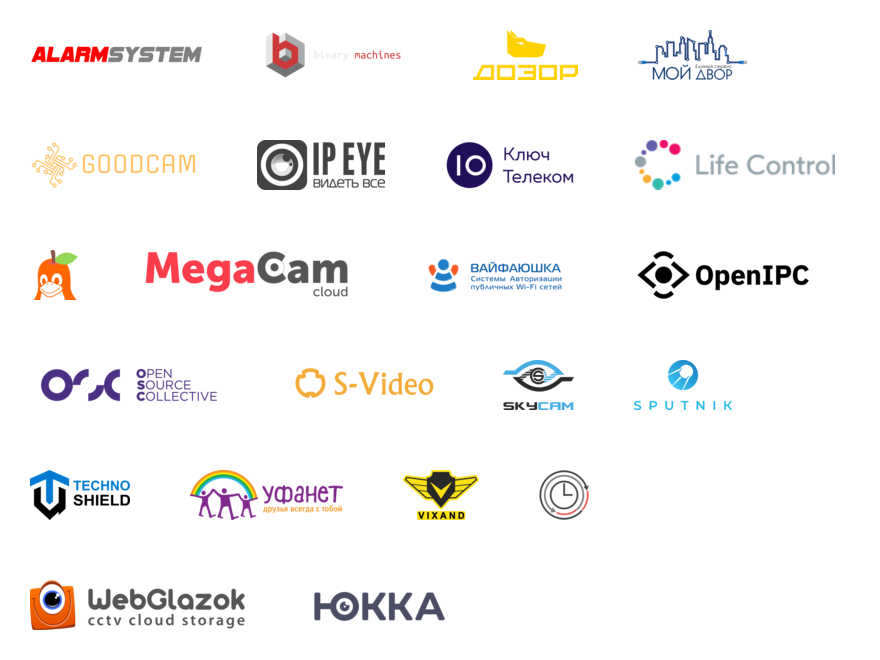 ALARMSYSTEM
binary machines
ДОЗОР
Единый сервис
МОЙ ДВОР
GOODCAM
IP EYE
ВИДЕТЬ ВСЕ
Ключ
Телеком
Life Control
MegaCam
cloud
ВАЙФАЮШКА
Системы Авторизации
публичных Wi-Fi сетей
OpenIPC
OPEN
SOURCE
COLLECTIVE
S-Video
SKYCAM
SPUTNIK
TECHNO
SHIELD
УФАНЕТ
друзья всегда с тобой
VIXAND
WebGlazok
cctv cloud storage
ЮККА